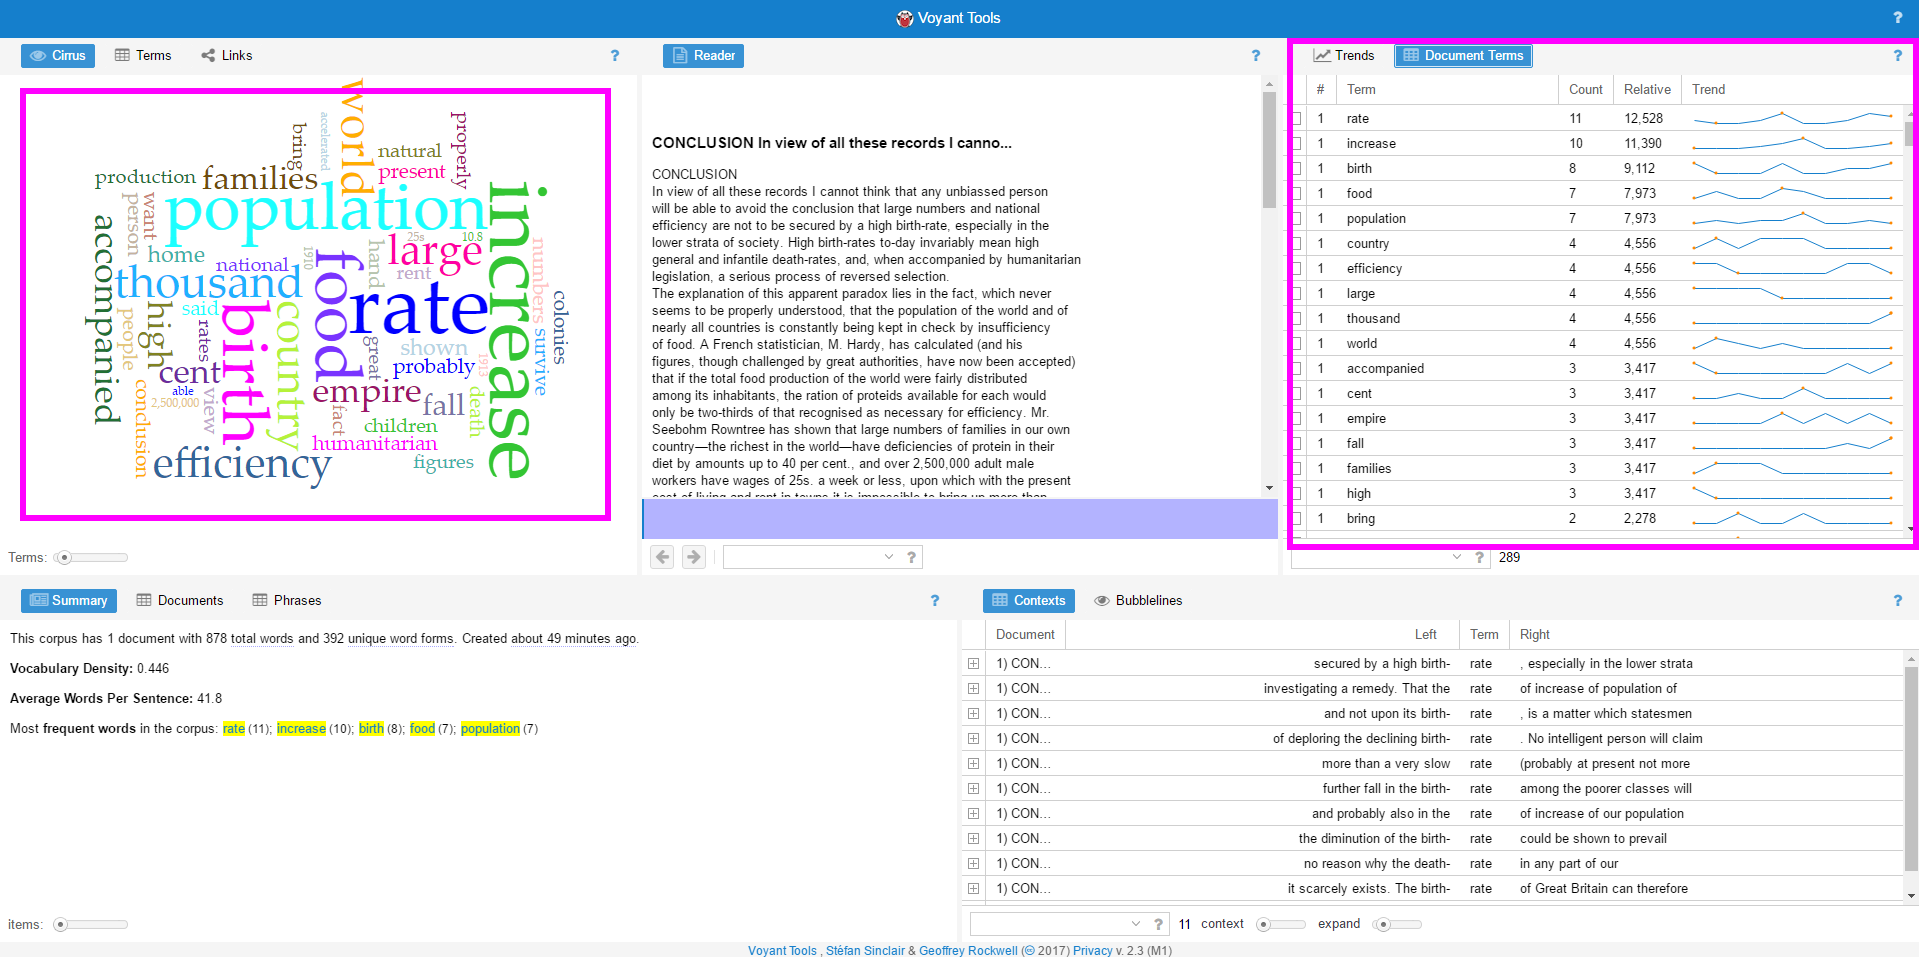 Voyant Tools
?
Cirrus
Terms
Links
?
world
bring
accelerated
properly
natural
present
production
families
want
person
population
increase
accompanied
home
national
1910
hand
25s
10.8
large
rent
numbers
thousand
food
rate
said
people
high
rates
birth
country
colonies
great
shown
probably
1913
survive
cent
able
2,500,000
conclusion
view
empire
fact
fall
death
children
humanitarian
efficiency
figures
Terms:
Reader
?
CONCLUSION In view of all these records I canno...
CONCLUSION
In view of all these records I cannot think that any unbiassed person
will be able to avoid the conclusion that large numbers and national
efficiency are not to be secured by a high birth-rate, especially in the
lower strata of society. High birth-rates to-day invariably mean high
general and infantile death-rates, and, when accompanied by humanitarian
legislation, a serious process of reversed selection.
The explanation of this apparent paradox lies in the fact, which never
seems to be properly understood, that the population of the world and of
nearly all countries is constantly being kept in check by insufficiency
of food. A French statistician, M. Hardy, has calculated (and his
figures, though challenged by great authorities, have now been accepted)
that if the total food production of the world were fairly distributed
among its inhabitants, the ration of proteids available for each would
only be two-thirds of that recognised as necessary for efficiency. Mr.
Seebohm Rowntree has shown that large numbers of families in our own
country—the richest in the world—have deficiencies of protein in their
diet by amounts up to 40 per cent., and over 2,500,000 adult male
workers have wages of 25s. a week or less, upon which with the present
cost of living and rent in towns it is impossible to bring up more than
?
Trends
Document Terms
?
# Term Count Relative Trend
1 rate 11 12,528
1 increase 10 11,390
1 birth 8 9,112
1 food 7 7,973
1 population 7 7,973
1 country 4 4,556
1 efficiency 4 4,556
1 large 4 4,556
1 thousand 4 4,556
1 world 4 4,556
1 accompanied 3 3,417
1 cent 3 3,417
1 empire 3 3,417
1 fall 3 3,417
1 families 3 3,417
1 high 3 3,417
1 bring 2 2,278
? 289
Summary
Documents
Phrases
?
This corpus has 1 document with 878 total words and 392 unique word forms. Created about 49 minutes ago.
Vocabulary Density: 0.446
Average Words Per Sentence: 41.8
Most frequent words in the corpus: rate (11); increase (10); birth (8); food (7); population (7)
items:
Contexts
Bubblelines
?
Document Left Term Right
1) CON... secured by a high birth- rate , especially in the lower strata
1) CON... investigating a remedy. That the rate of increase of population of
1) CON... and not upon its birth- rate , is a matter which statesmen
1) CON... of deploring the declining birth- rate . No intelligent person will claim
1) CON... more than a very slow rate (probably at present not more
1) CON... further fall in the birth- rate among the poorer classes will
1) CON... and probably also in the rate of increase of our population
1) CON... the diminution of the birth- rate could be shown to prevail
1) CON... no reason why the death- rate in any part of our
1) CON... it scarcely exists. The birth- rate of Great Britain can therefore
? 11 context expand
Voyant Tools , Stéfan Sinclair & Geoffrey Rockwell (cc 2017) Privacy v. 2.3 (M1)